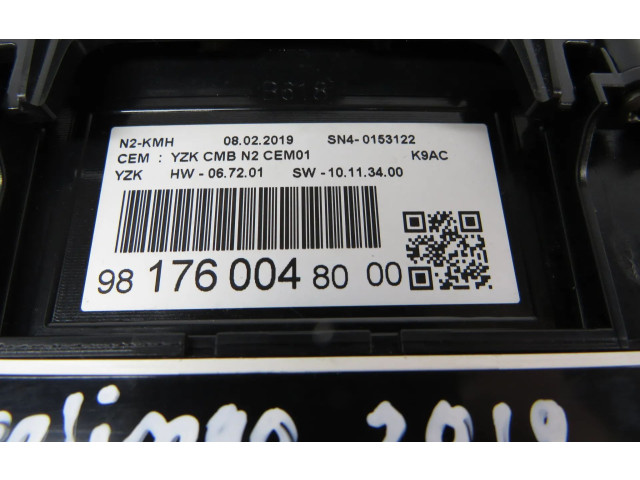 N2-KMH 08.02.2019 SN4-0153122
CEM : YZK CMB N2 CEM01 K9AC
YZK HW - 06.72.01 SW - 10.11.34.00
98 176 004 80 00
2019